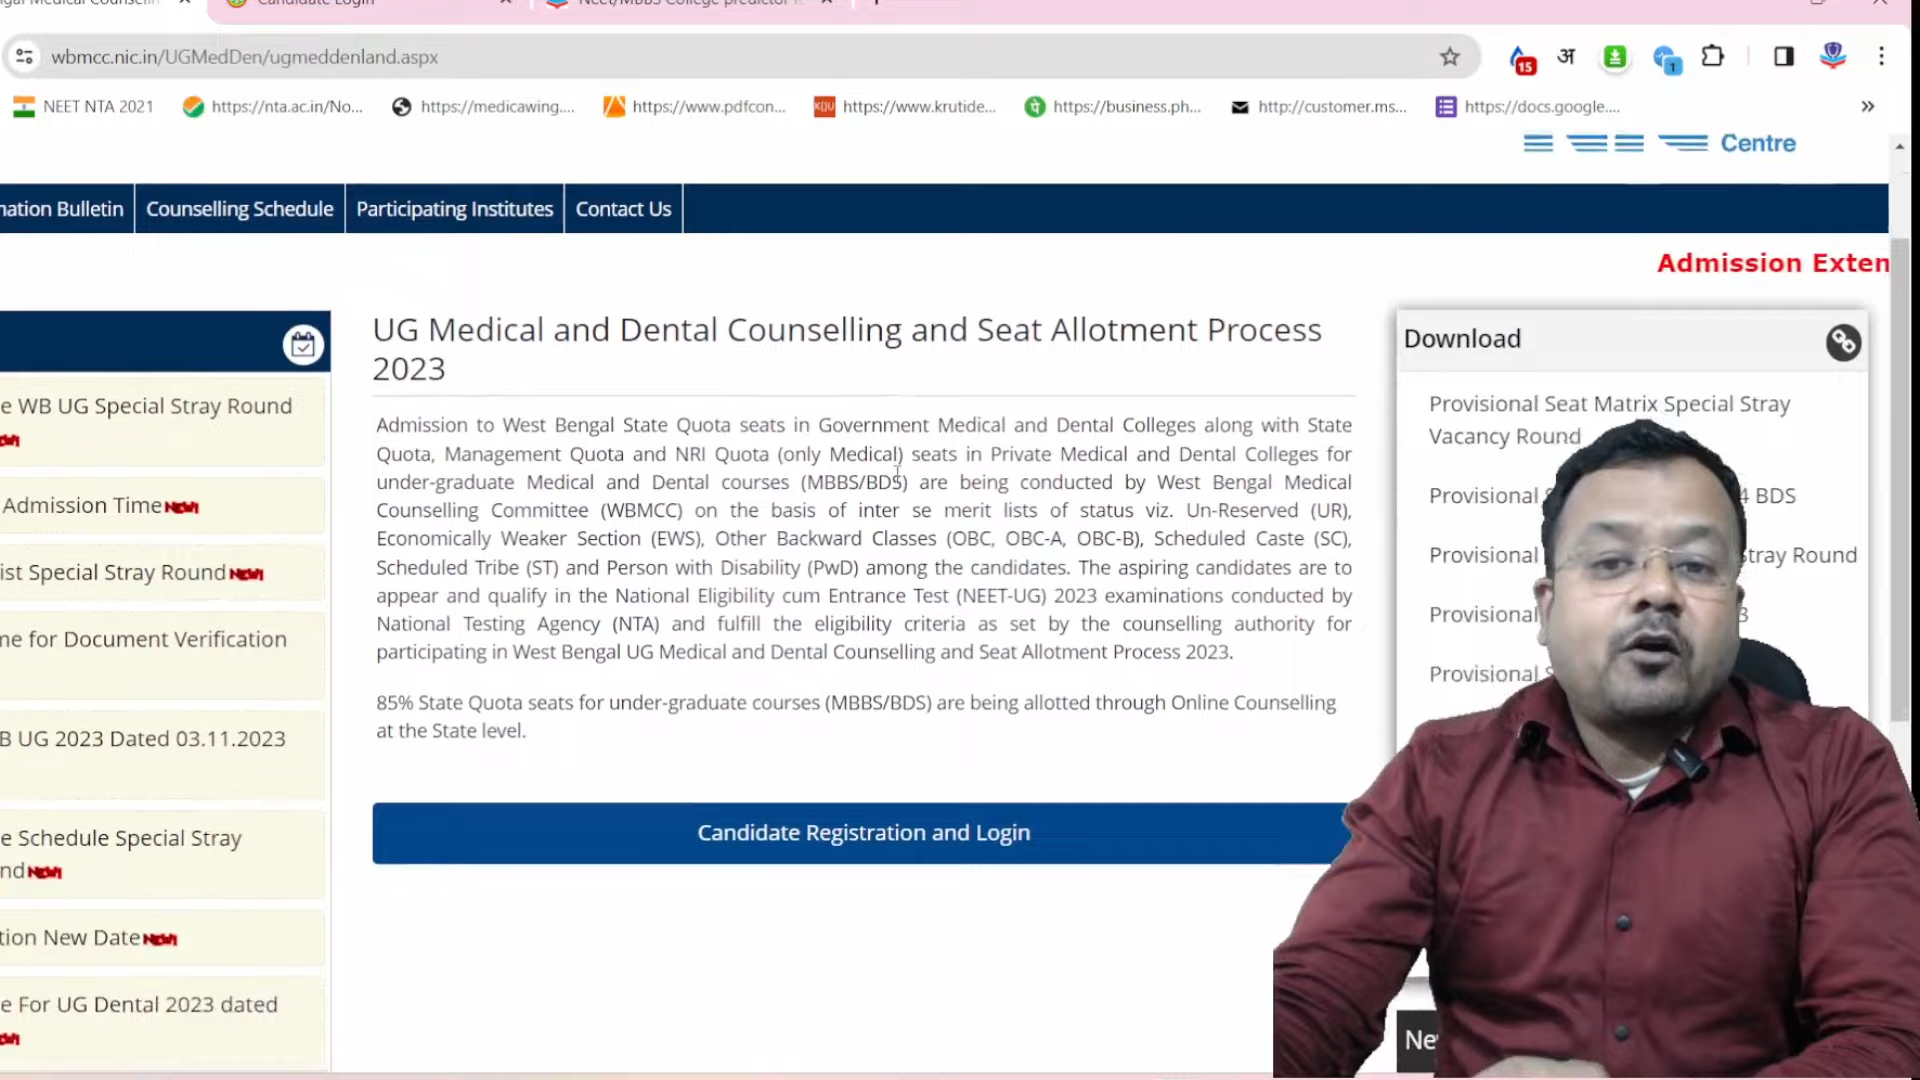 Candidate Login
wbmcc.nic.in/UGMedDen/ugmeddenland.aspx
15
अ
1
NEET NTA 2021
https://nta.ac.in/No...
https://medicawing....
https://www.pdfcon...
https://www.krutide...
https://business.ph...
http://customer.ms...
https://docs.google....
Centre
Bulletin
Counselling Schedule
Participating Institutes
Contact Us
Admission Exten
e WB UG Special Stray Round
NEW!
Admission Time NEW!
ist Special Stray Round NEW!
me for Document Verification
B UG 2023 Dated 03.11.2023
e Schedule Special Stray
nd NEW!
tion New Date NEW!
e For UG Dental 2023 dated
NEW!
UG Medical and Dental Counselling and Seat Allotment Process
2023
Admission to West Bengal State Quota seats in Government Medical and Dental Colleges along with State
Quota, Management Quota and NRI Quota (only Medical) seats in Private Medical and Dental Colleges for
under-graduate Medical and Dental courses (MBBS/BDS) are being conducted by West Bengal Medical
Counselling Committee (WBMCC) on the basis of inter se merit lists of status viz. Un-Reserved (UR),
Economically Weaker Section (EWS), Other Backward Classes (OBC, OBC-A, OBC-B), Scheduled Caste (SC),
Scheduled Tribe (ST) and Person with Disability (PwD) among the candidates. The aspiring candidates are to
appear and qualify in the National Eligibility cum Entrance Test (NEET-UG) 2023 examinations conducted by
National Testing Agency (NTA) and fulfill the eligibility criteria as set by the counselling authority for
participating in West Bengal UG Medical and Dental Counselling and Seat Allotment Process 2023.
85% State Quota seats for under-graduate courses (MBBS/BDS) are being allotted through Online Counselling
at the State level.
Candidate Registration and Login
Download
Provisional Seat Matrix Special Stray
Vacancy Round
Provisional 4 BDS
Provisional Stray Round
Provisional
Provisional
Ne